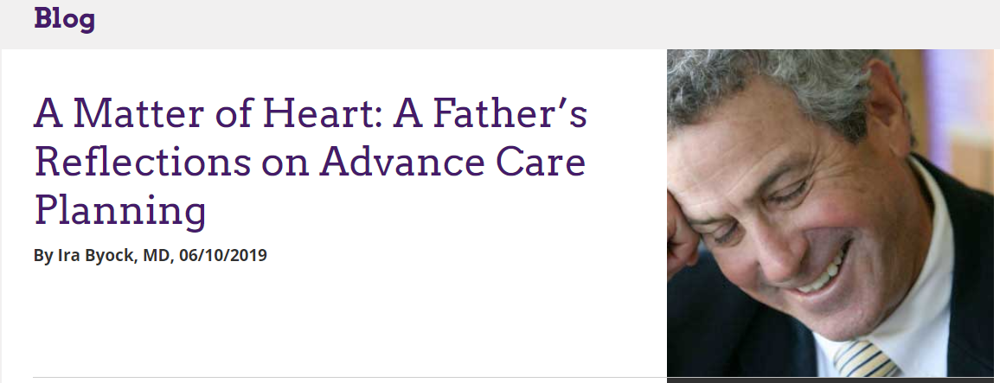 Blog
A Matter of Heart: A Father’s
Reflections on Advance Care
Planning
By Ira Byock, MD, 06/10/2019